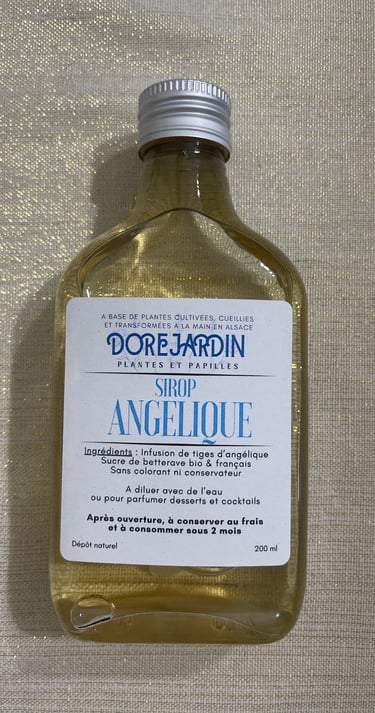 A BASE DE PLANTES CULTIVÉES, CUEILLIES
ET TRANSFORMÉES A LA MAIN EN ALSACE
DORÉJARDIN
PLANTES ET PAPILLES
SIROP
ANGELIQUE
Ingrédients : Infusion de tiges d'angélique
Sucre de betterave bio & français
Sans colorant ni conservateur
A diluer avec de l'eau
ou pour parfumer desserts et cocktails
Après ouverture, à conserver au frais
et à consommer sous 2 mois
Dépôt naturel
200 ml